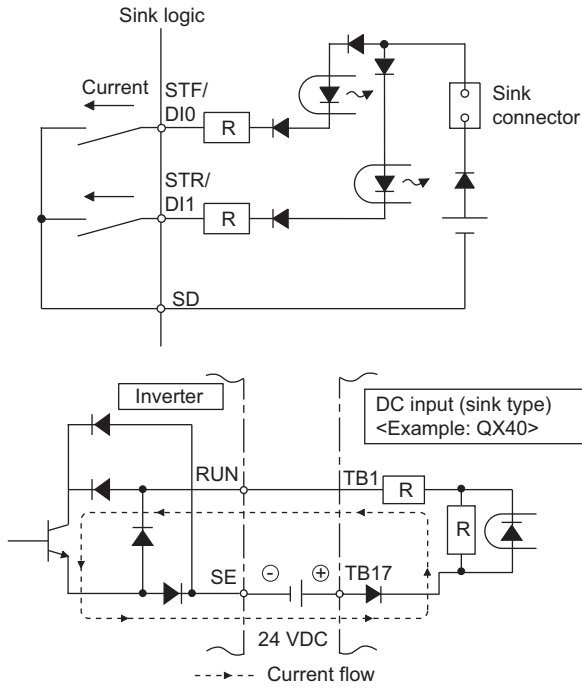 Sink logic
Current
STF/
DI0
R
Sink
connector
STR/
DI1
R
SD
Inverter
DC input (sink type)
<Example: QX40>
RUN
TB1
R
R
SE
-
+
TB17
24 VDC
Current flow